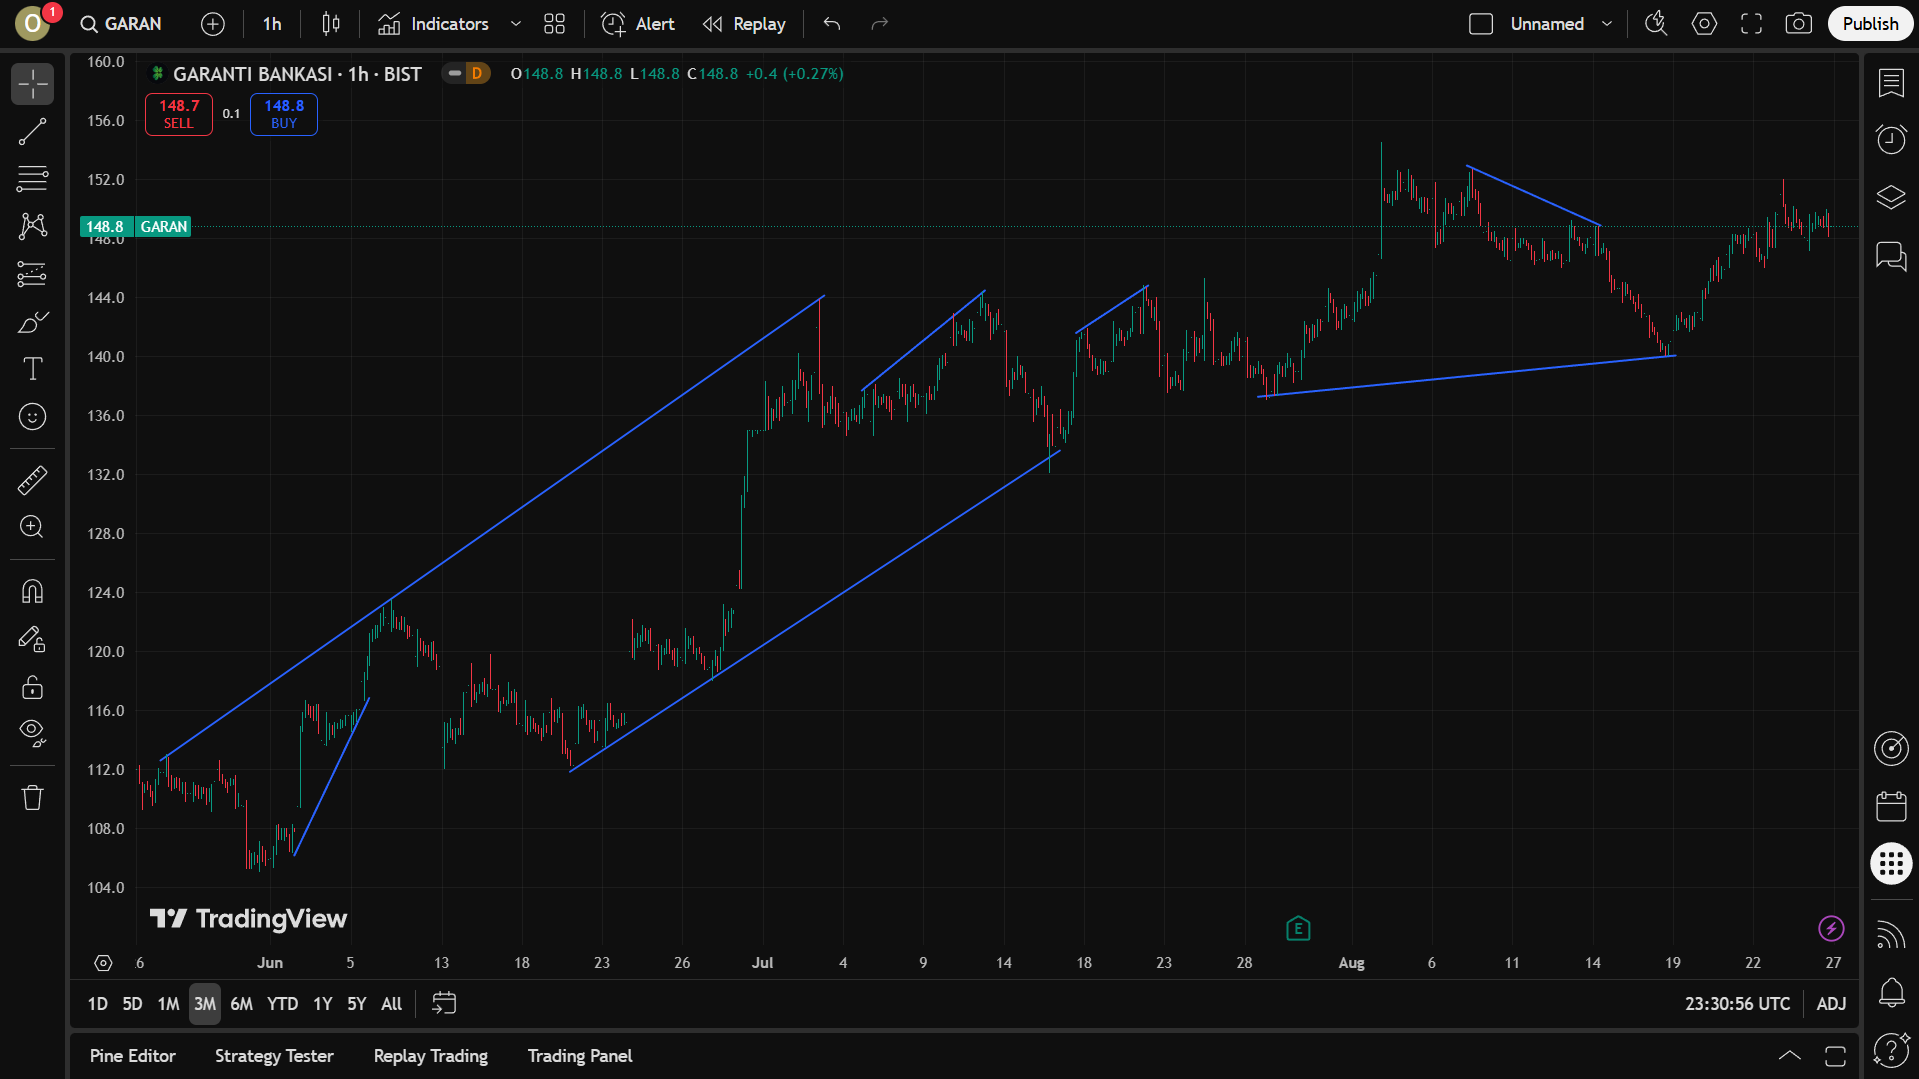 O 1 GARAN 1h Indicators Alert Replay Unnamed Publish
GARANTI BANKASI · 1h · BIST D O148.8 H148.8 L148.8 C148.8 +0.4 (+0.27%)
148.7 SELL
0.1
148.8 BUY
160.0
156.0
152.0
148.8 GARAN
148.0
144.0
140.0
136.0
132.0
128.0
124.0
120.0
116.0
112.0
108.0
104.0
TradingView
E
6 Jun 5 13 18 23 26 Jul 4 9 14 18 23 28 Aug 6 11 14 19 22 27
1D 5D 1M 3M 6M YTD 1Y 5Y All 23:30:56 UTC ADJ
Pine Editor Strategy Tester Replay Trading Trading Panel